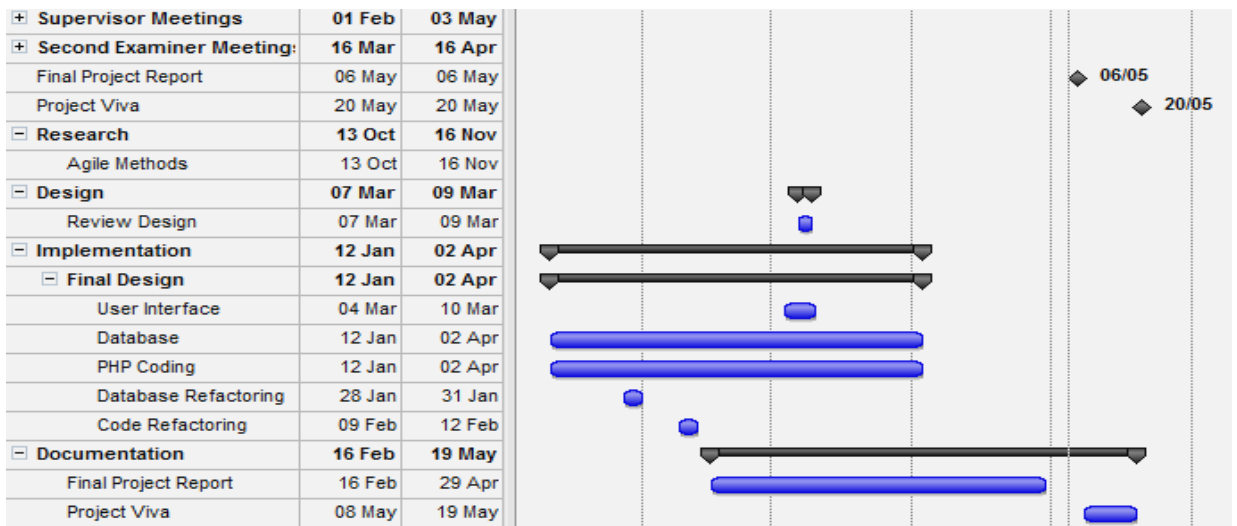 Supervisor Meetings 01 Feb 03 May
Second Examiner Meetings 16 Mar 16 Apr
Final Project Report 06 May 06 May 06/05
Project Viva 20 May 20 May 20/05
Research 13 Oct 16 Nov
Agile Methods 13 Oct 16 Nov
Design 07 Mar 09 Mar
Review Design 07 Mar 09 Mar
Implementation 12 Jan 02 Apr
Final Design 12 Jan 02 Apr
User Interface 04 Mar 10 Mar
Database 12 Jan 02 Apr
PHP Coding 12 Jan 02 Apr
Database Refactoring 28 Jan 31 Jan
Code Refactoring 09 Feb 12 Feb
Documentation 16 Feb 19 May
Final Project Report 16 Feb 29 Apr
Project Viva 08 May 19 May